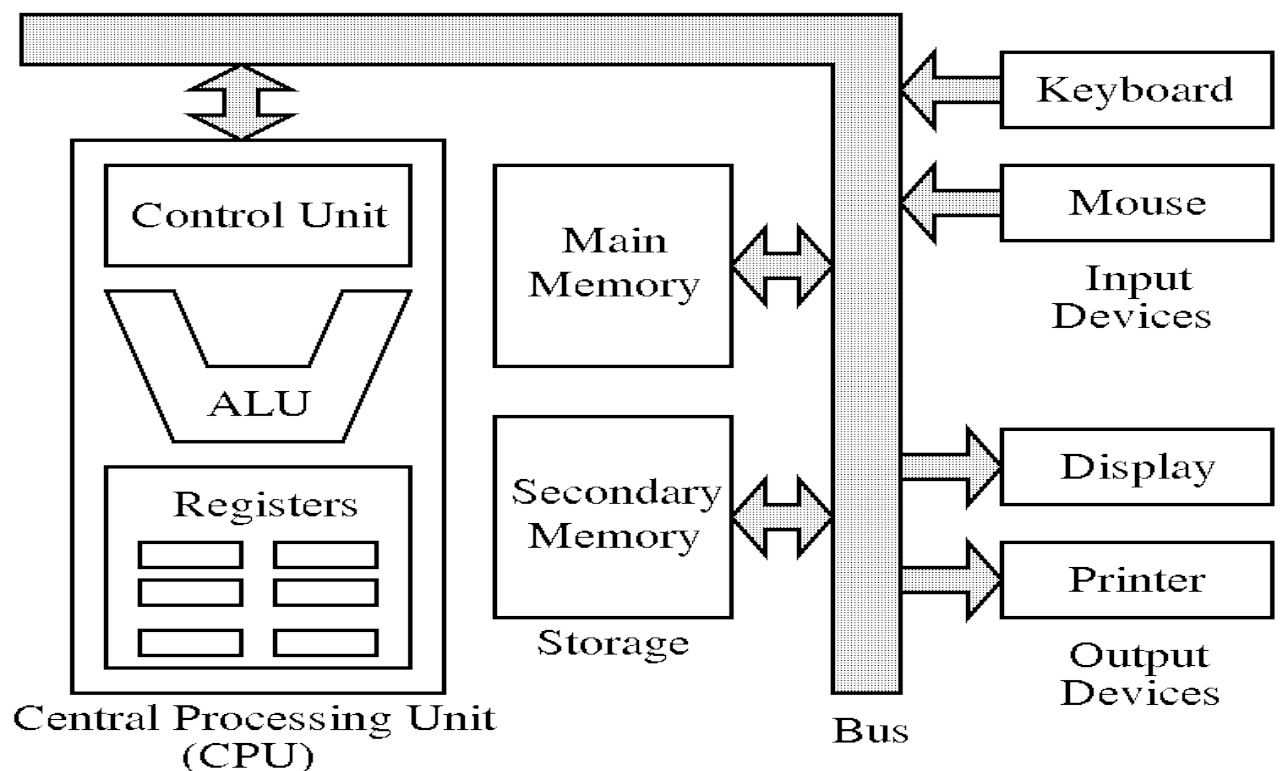 Control Unit
ALU
Registers
Central Processing Unit
(CPU)
Main
Memory
Secondary
Memory
Storage
Bus
Keyboard
Mouse
Input
Devices
Display
Printer
Output
Devices